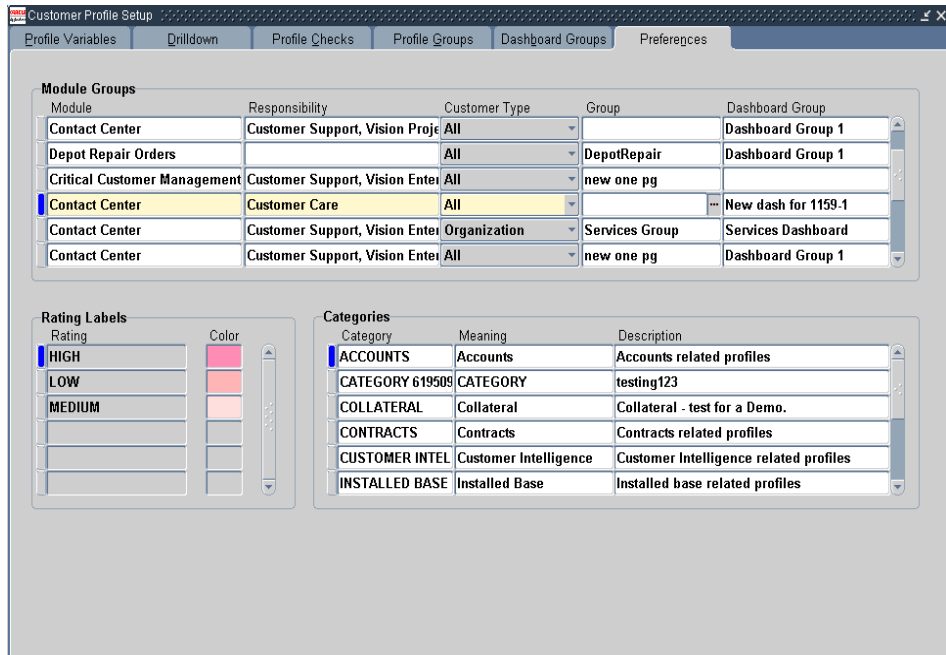 ORACLE Customer Profile Setup
Profile Variables Drilldown Profile Checks Profile Groups Dashboard Groups Preferences
Module Groups
Module Responsibility Customer Type Group Dashboard Group
Contact Center Customer Support, Vision Proje All Dashboard Group 1
Depot Repair Orders All DepotRepair Dashboard Group 1
Critical Customer Management Customer Support, Vision Enter All new one pg
Contact Center Customer Care All ... New dash for 1159-1
Contact Center Customer Support, Vision Enter Organization Services Group Services Dashboard
Contact Center Customer Support, Vision Enter All new one pg Dashboard Group 1
Rating Labels
Rating Color
HIGH
LOW
MEDIUM
Categories
Category Meaning Description
ACCOUNTS Accounts Accounts related profiles
CATEGORY 619509 CATEGORY testing123
COLLATERAL Collateral Collateral - test for a Demo.
CONTRACTS Contracts Contracts related profiles
CUSTOMER INTEL Customer Intelligence Customer Intelligence related profiles
INSTALLED BASE Installed Base Installed base related profiles